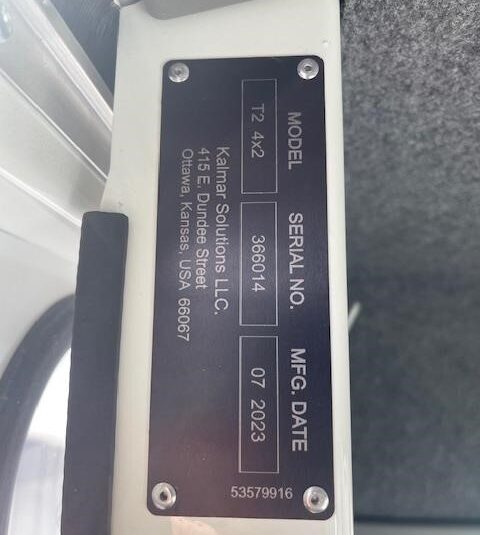 MODEL SERIAL NO. MFG. DATE
T2 4x2 366014 07 2023
Kalmar Solutions LLC.
415 E. Dundee Street
Ottawa, Kansas, USA 66067
53579916